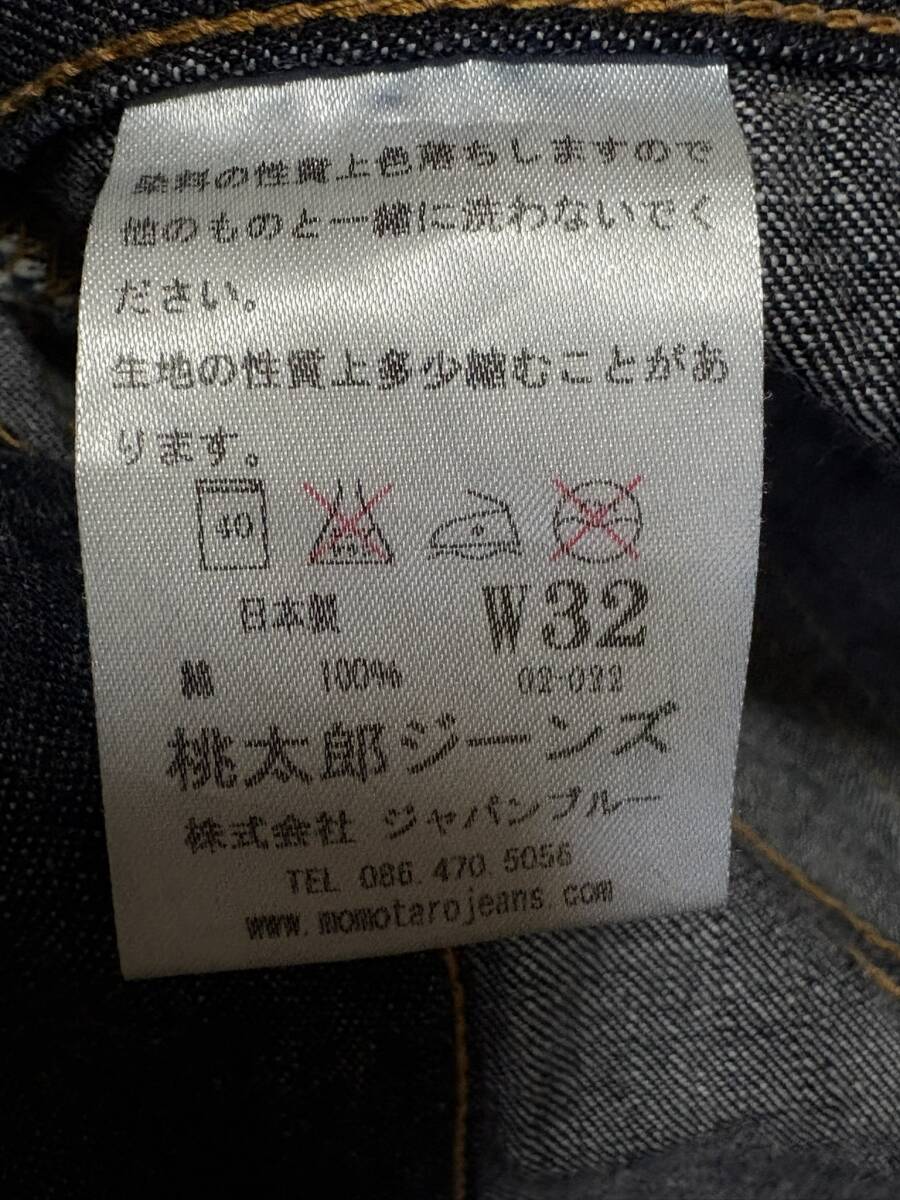 染料の性質上色落ちしますので
他のものと一緒に洗わないでく
ださい。
生地の性質上多少縮むことがあ
ります。
40
日本製
W32
綿 100%
02-022
桃太郎ジーンズ
株式会社 ジャパンブルー
TEL 086.470.5056
www.momotarojeans.com